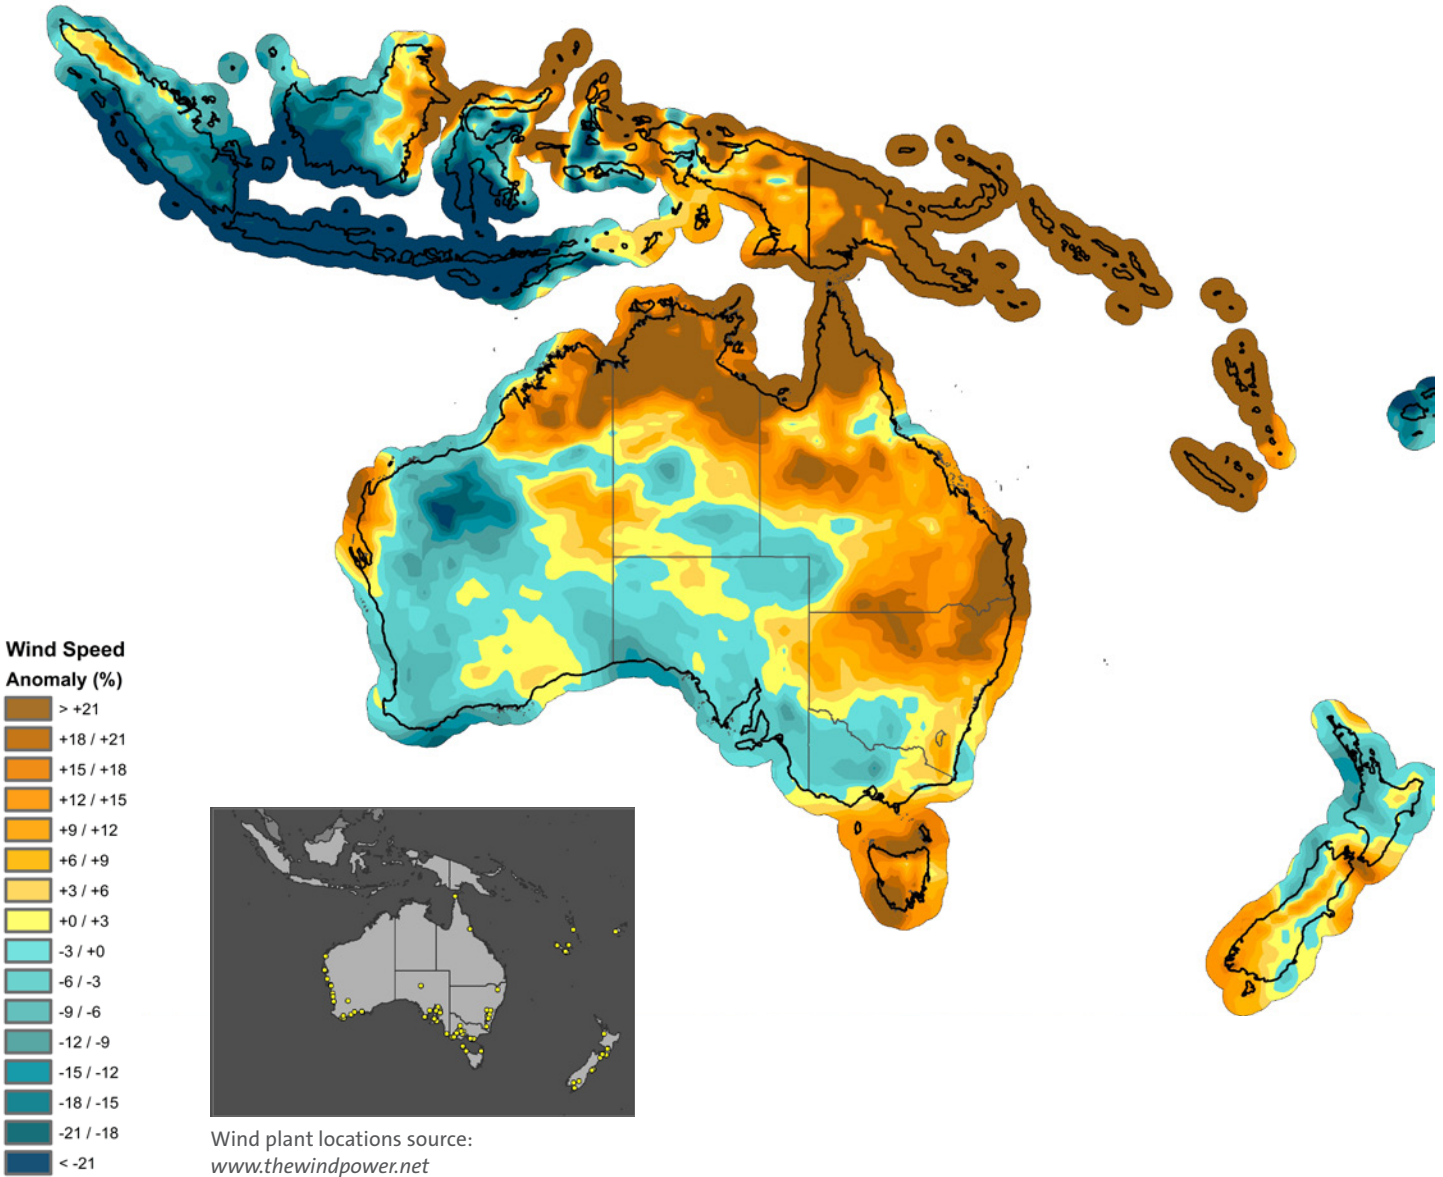 Wind Speed
Anomaly (%)
> +21
+18 / +21
+15 / +18
+12 / +15
+9 / +12
+6 / +9
+3 / +6
+0 / +3
-3 / +0
-6 / -3
-9 / -6
-12 / -9
-15 / -12
-18 / -15
-21 / -18
< -21
Wind plant locations source:
www.thewindpower.net